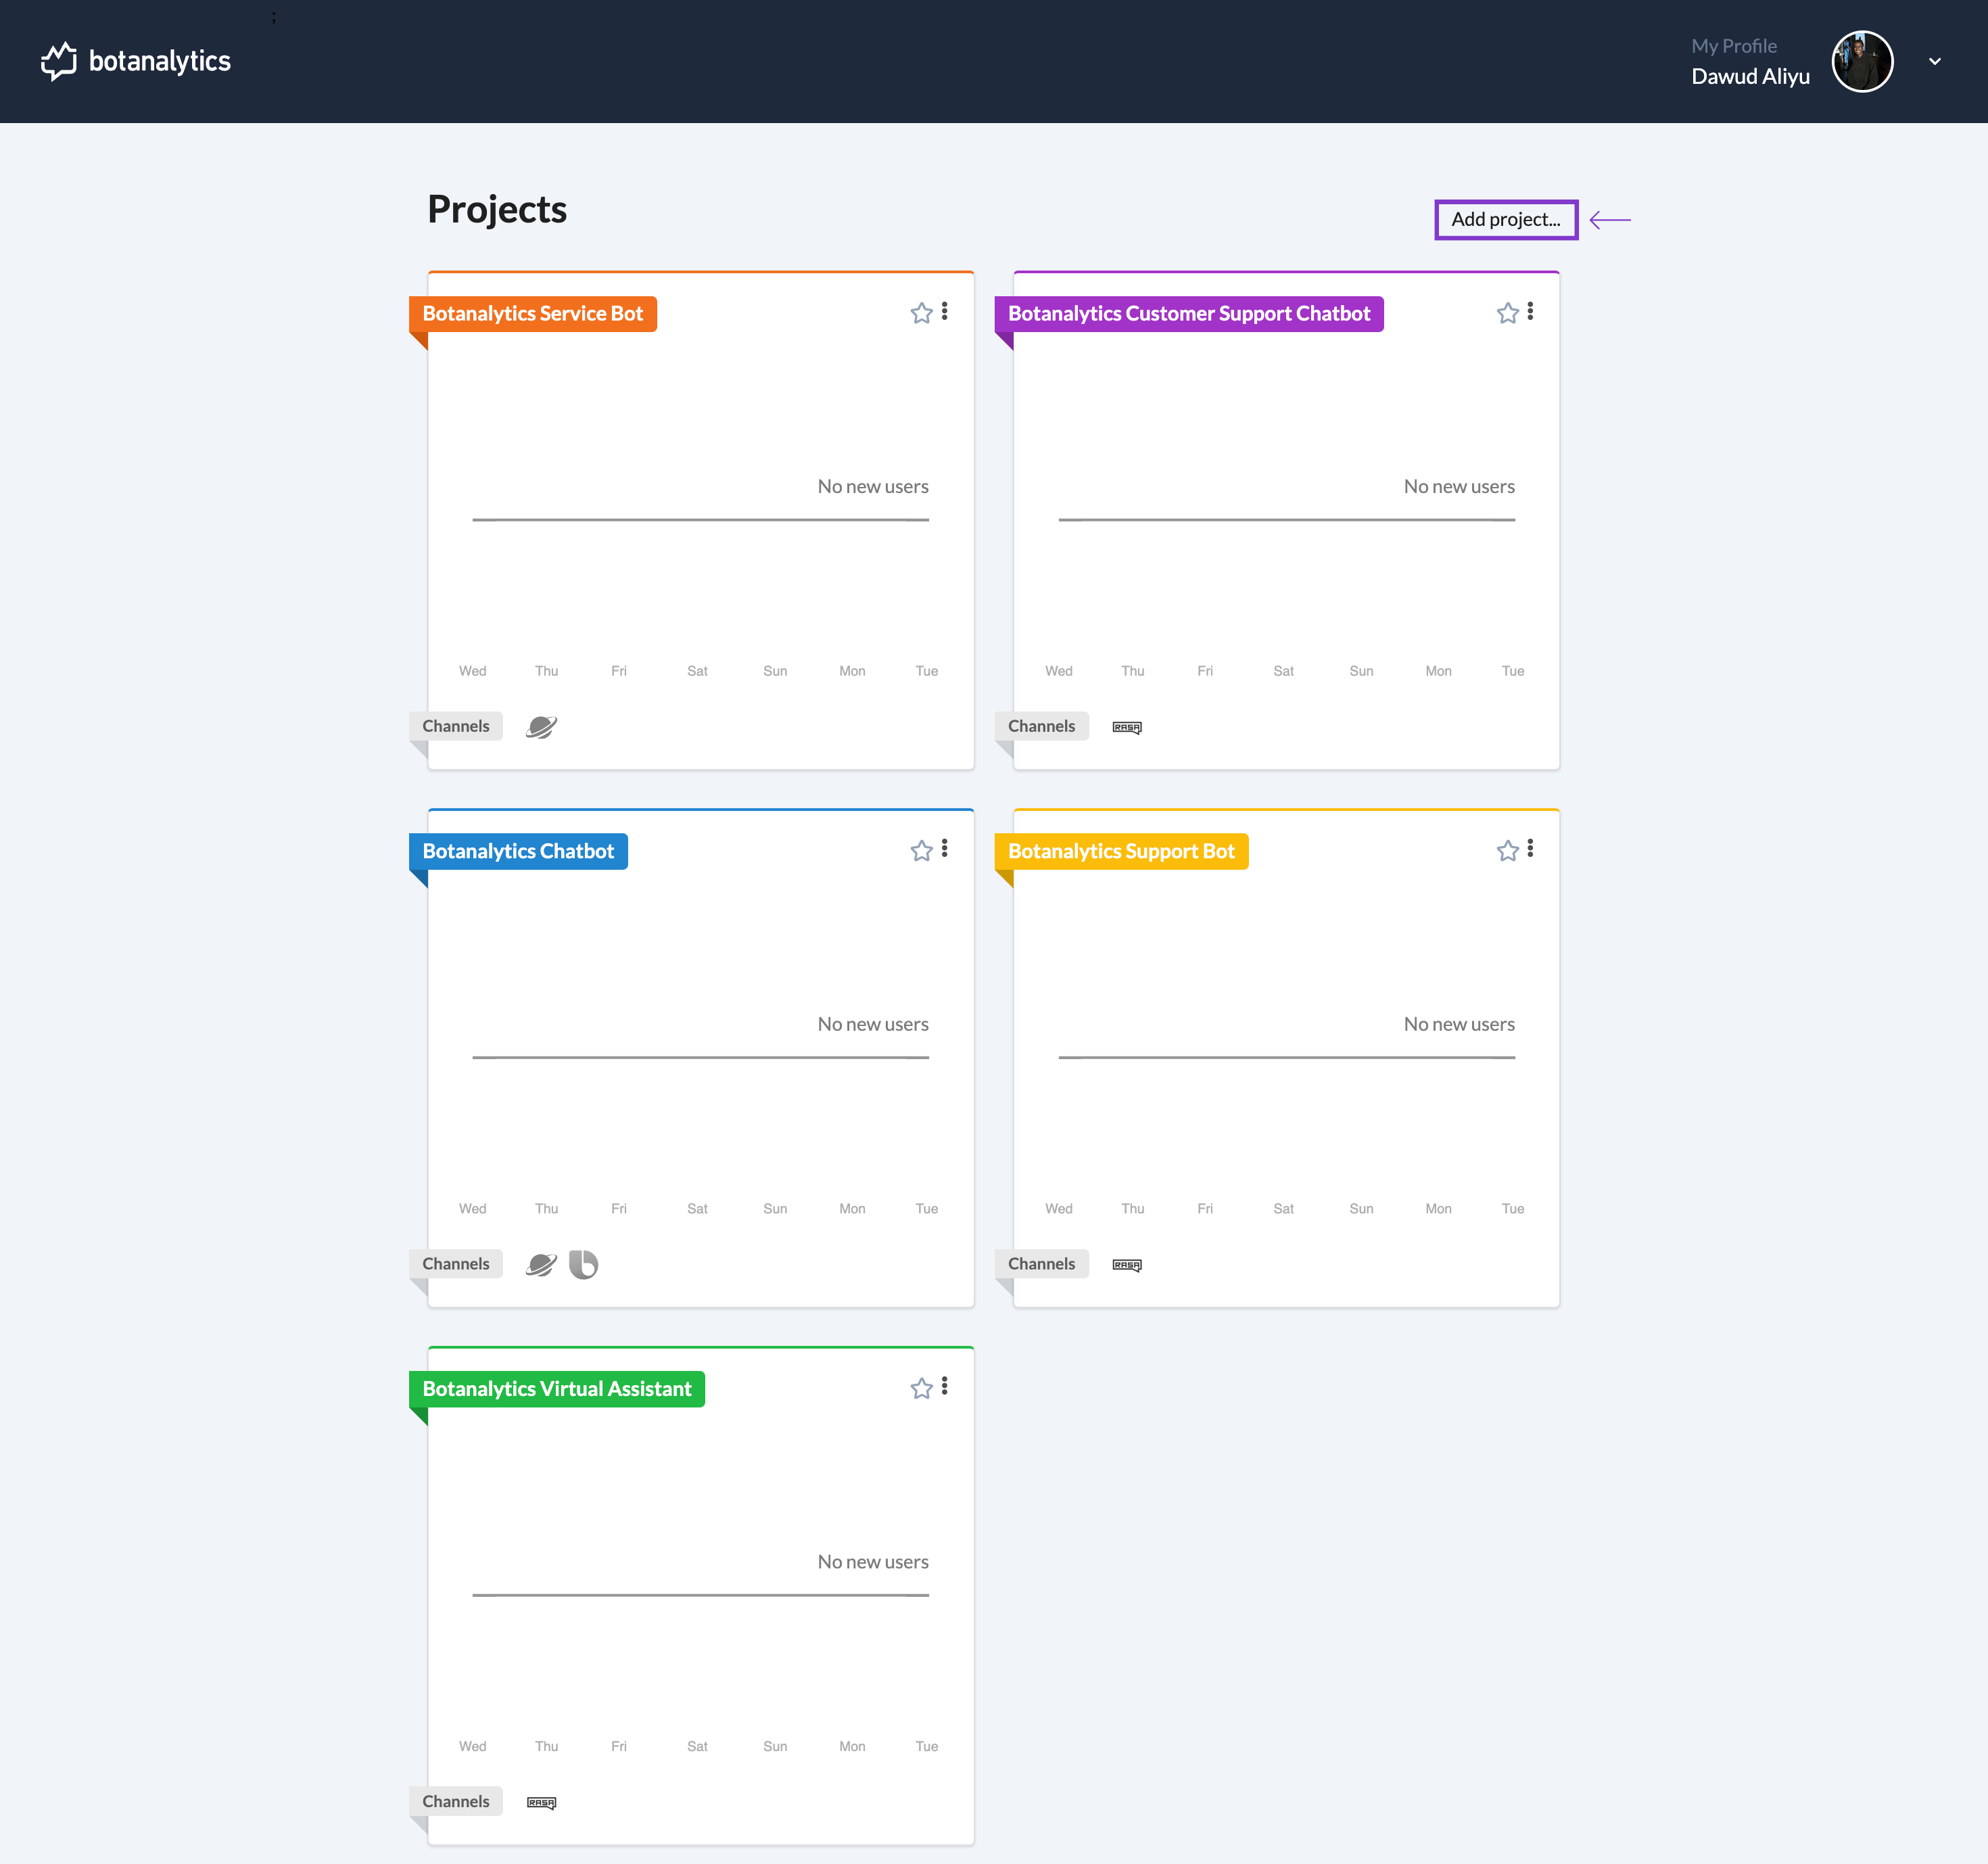 ;
botanalytics
My Profile
Dawud Aliyu
Projects
Add project...
Botanalytics Service Bot
No new users
Wed Thu Fri Sat Sun Mon Tue
Channels
Botanalytics Customer Support Chatbot
No new users
Wed Thu Fri Sat Sun Mon Tue
Channels RASA
Botanalytics Chatbot
No new users
Wed Thu Fri Sat Sun Mon Tue
Channels
Botanalytics Support Bot
No new users
Wed Thu Fri Sat Sun Mon Tue
Channels RASA
Botanalytics Virtual Assistant
No new users
Wed Thu Fri Sat Sun Mon Tue
Channels RASA